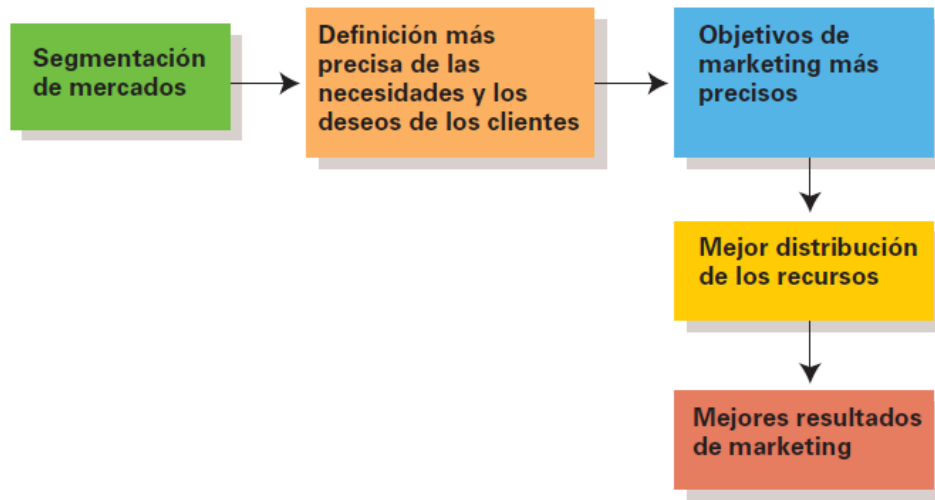 Segmentación
de mercados
Definición más
precisa de las
necesidades y los
deseos de los clientes
Objetivos de
marketing más
precisos
Mejor distribución
de los recursos
Mejores resultados
de marketing